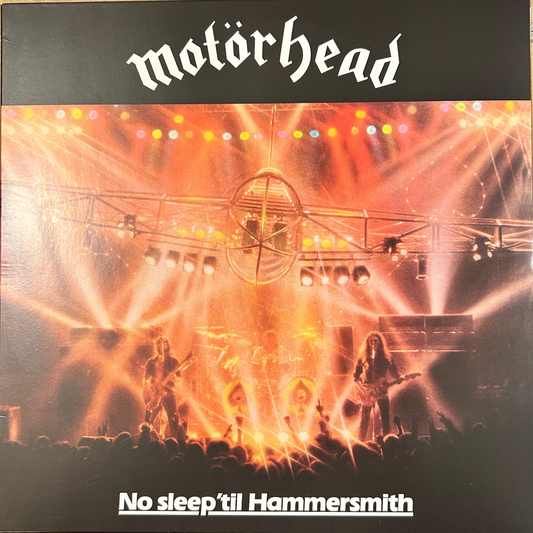 motörhead
No sleep 'til Hammersmith